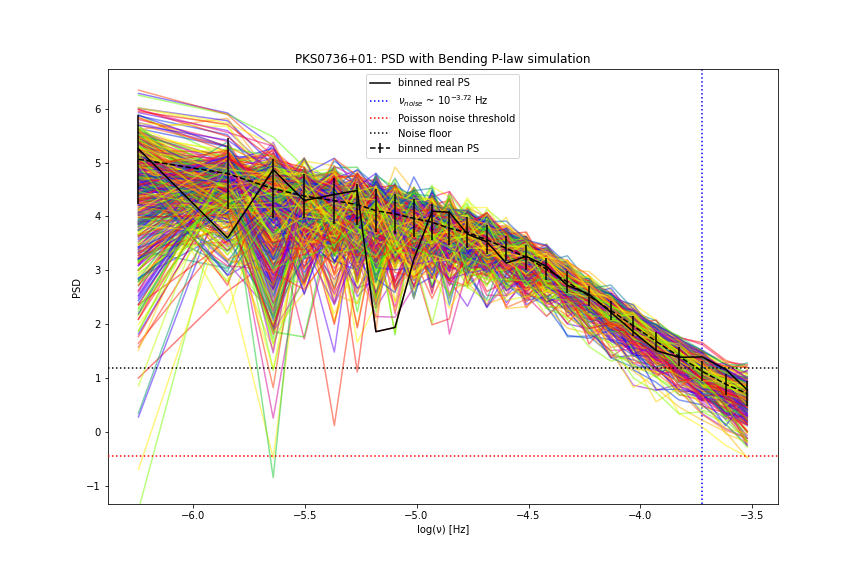 PKS0736+01: PSD with Bending P-law simulation
binned real PS
ν_noise ~ 10^−3.72 Hz
Poisson noise threshold
Noise floor
binned mean PS
PSD
6
5
4
3
2
1
0
−1
−6.0 −5.5 −5.0 −4.5 −4.0 −3.5
log(ν) [Hz]